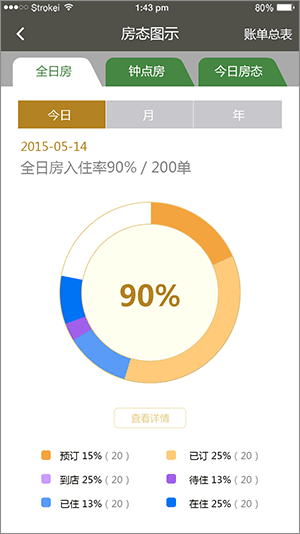 Strokei 1:43 pm 80%
房态图示 账单总表
全日房 钟点房 今日房态
今日 月 年
2015-05-14
全日房入住率90% / 200单
90%
查看详情
预订 15% ( 20 ) 已订 25% ( 20 )
到店 25% ( 20 ) 待住 13% ( 20 )
已住 13% ( 20 ) 在住 25% ( 20 )